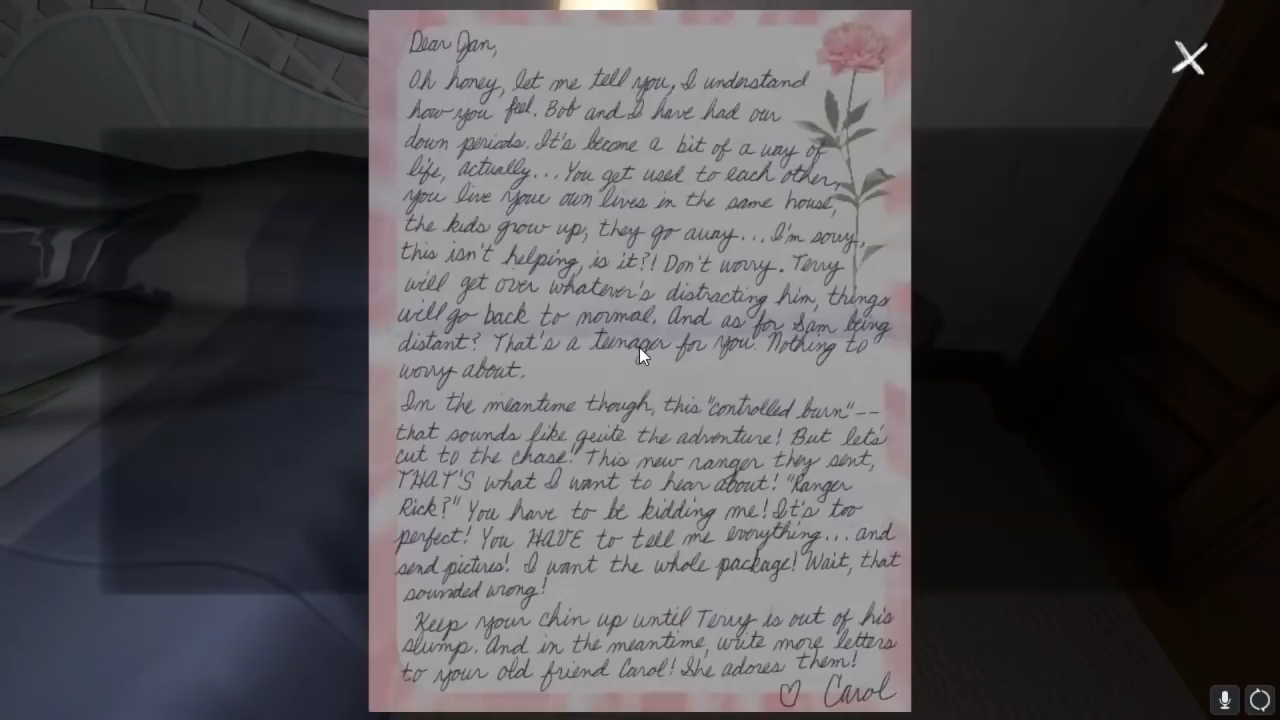 Dear Jan,
Oh honey, let me tell you, I understand
how you feel. Bob and I have had our
down periods. It's become a bit of a way of
life, actually... You get used to each other,
you live your own lives in the same house,
the kids grow up, they go away... I'm sorry,
this isn't helping, is it?! Don't worry. Terry
will get over whatever's distracting him, things
will go back to normal. And as for Sam being
distant? That's a teenager for you. Nothing to
worry about.
In the meantime though, this "controlled burn"--
that sounds like quite the adventure! But let's
cut to the chase! This new ranger they sent,
THAT'S what I want to hear about! "Ranger
Rick?" You have to be kidding me! It's too
perfect! You HAVE to tell me everything... and
send pictures! I want the whole package! Wait, that
sounded wrong!
Keep your chin up until Terry is out of his
slump. And in the meantime, write more letters
to your old friend Carol! She adores them!
♡ Carol